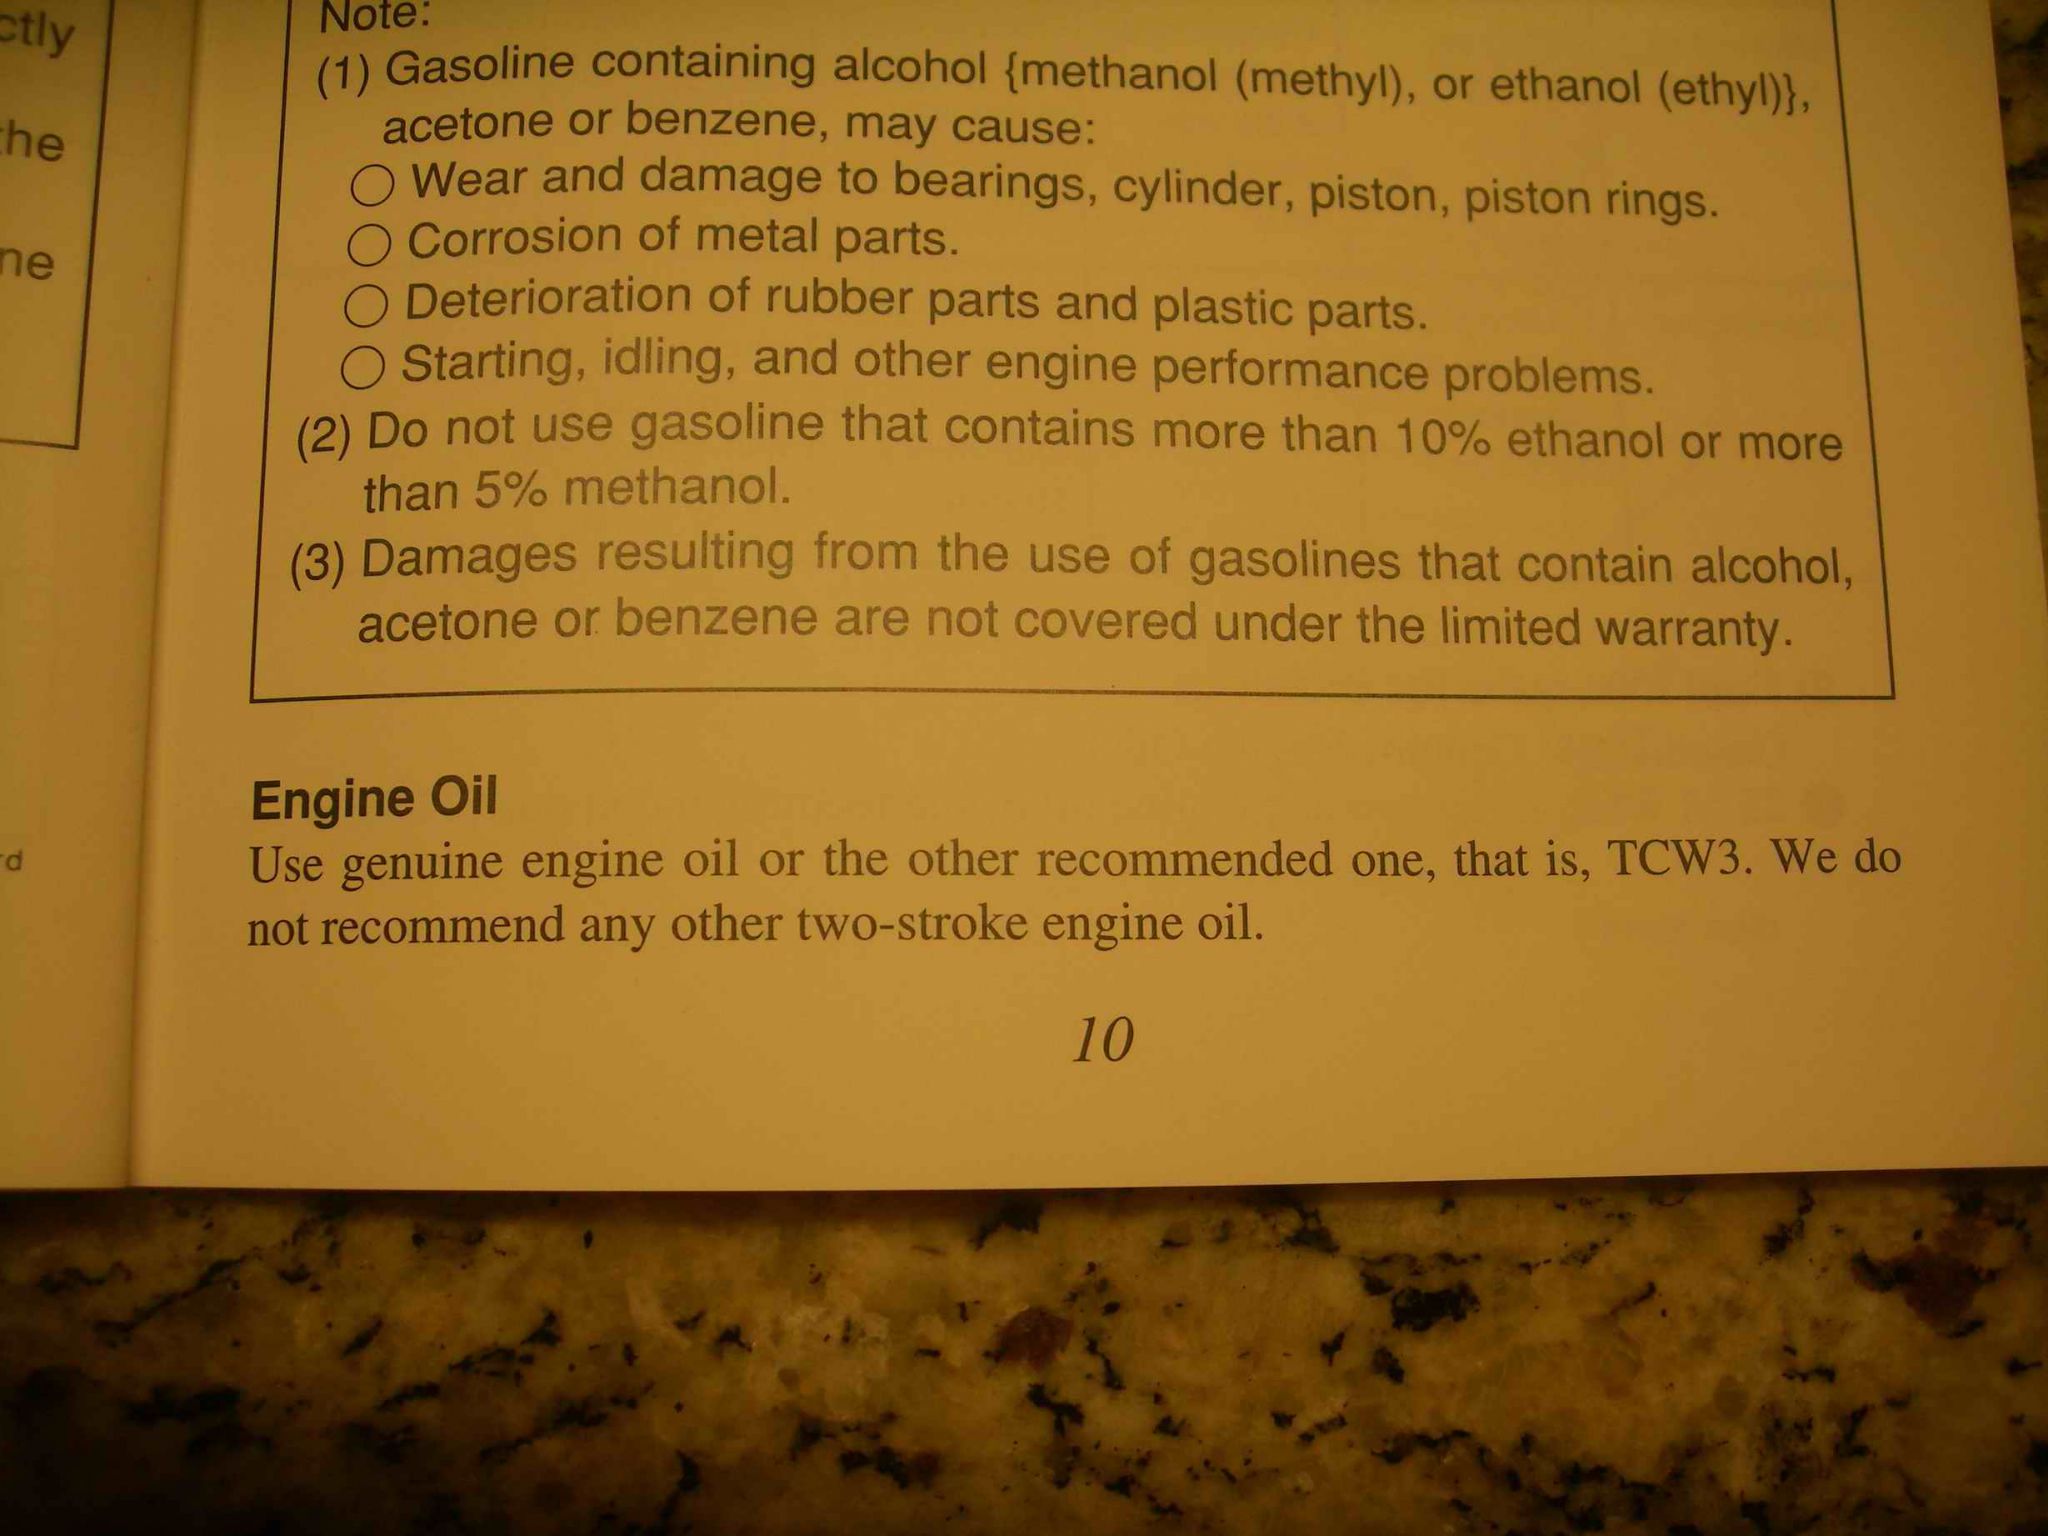 ctly
the
ne
rd
Note:
(1) Gasoline containing alcohol {methanol (methyl), or ethanol (ethyl)},
acetone or benzene, may cause:
○ Wear and damage to bearings, cylinder, piston, piston rings.
○ Corrosion of metal parts.
○ Deterioration of rubber parts and plastic parts.
○ Starting, idling, and other engine performance problems.
(2) Do not use gasoline that contains more than 10% ethanol or more
than 5% methanol.
(3) Damages resulting from the use of gasolines that contain alcohol,
acetone or benzene are not covered under the limited warranty.
Engine Oil
Use genuine engine oil or the other recommended one, that is, TCW3. We do
not recommend any other two-stroke engine oil.
10